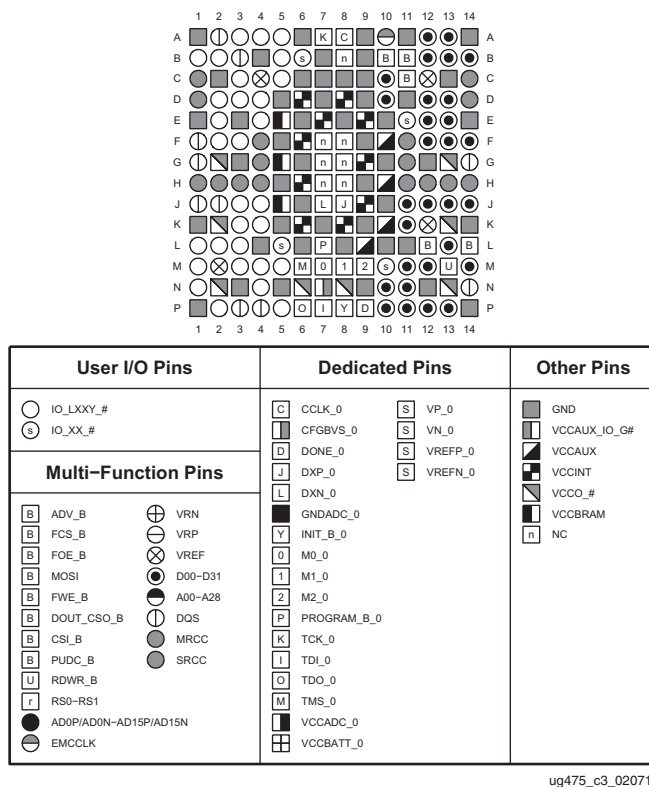 1 2 3 4 5 6 7 8 9 10 11 12 13 14
A K C A
B s n B B B
C B C
D D
E s E
F n n F
G n n G
H n n H
J L J J
K K
L s P B B L
M M 0 1 2 s U M
N N
P O I Y D P
1 2 3 4 5 6 7 8 9 10 11 12 13 14
User I/O Pins
IO_LXXY_#
s IO_XX_#
Multi−Function Pins
B ADV_B
B FCS_B
B FOE_B
B MOSI
B FWE_B
B DOUT_CSO_B
B CSI_B
B PUDC_B
U RDWR_B
r RS0−RS1
AD0P/AD0N−AD15P/AD15N
EMCCLK
VRN
VRP
VREF
D00−D31
A00−A28
DQS
MRCC
SRCC
Dedicated Pins
C CCLK_0
CFGBVS_0
D DONE_0
J DXP_0
L DXN_0
GNDADC_0
Y INIT_B_0
0 M0_0
1 M1_0
2 M2_0
P PROGRAM_B_0
K TCK_0
I TDI_0
O TDO_0
M TMS_0
VCCADC_0
VCCBATT_0
S VP_0
S VN_0
S VREFP_0
S VREFN_0
Other Pins
GND
VCCAUX_IO_G#
VCCAUX
VCCINT
VCCO_#
VCCBRAM
n NC
ug475_c3_02071